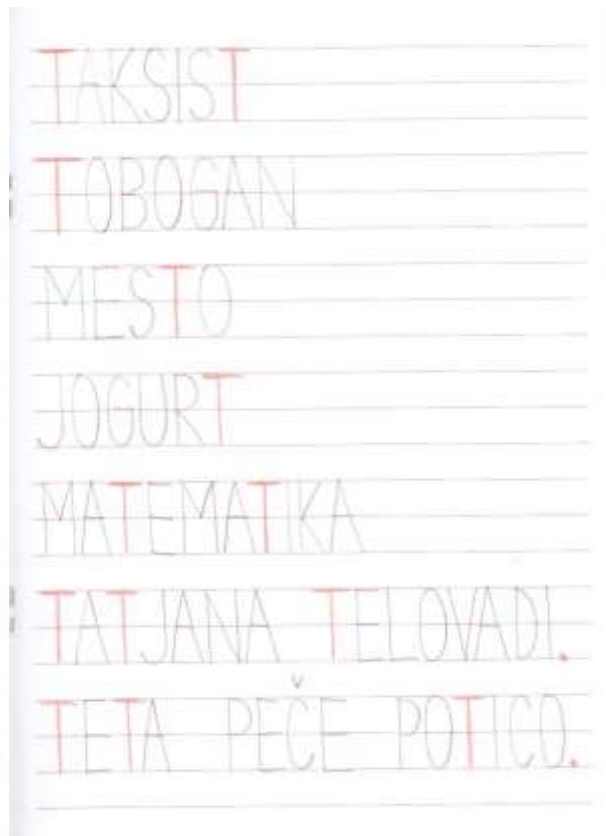 TAKSIST
TOBOGAN
MESTO
JOGURT
MATEMATIKA
TATJANA TELOVADI.
TETA PEČE POTICO.